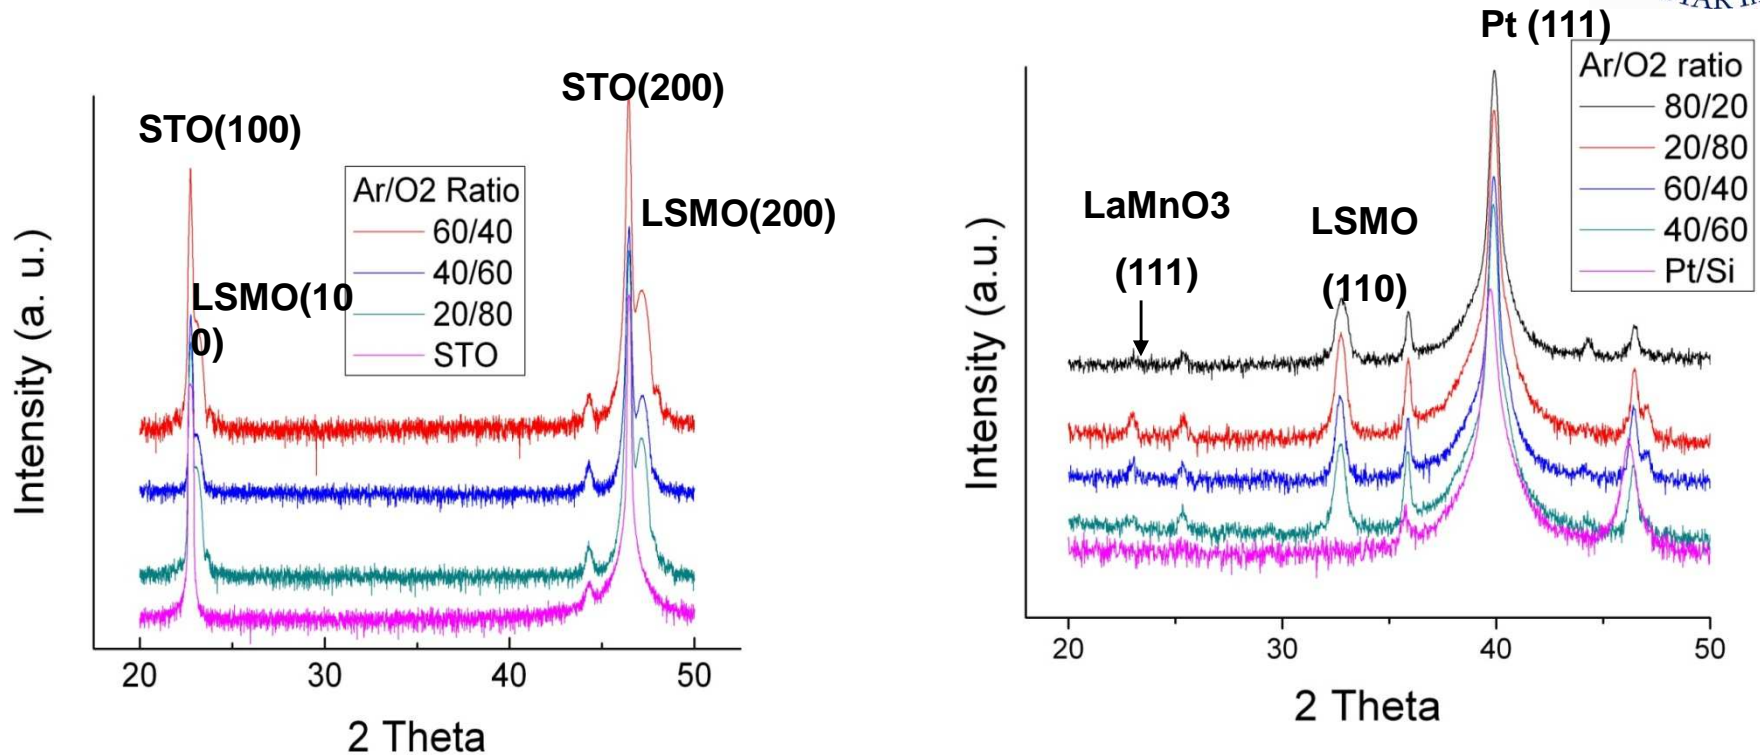 STO(100)
STO(200)
LSMO(200)
LSMO(10
0)
Ar/O2 Ratio
60/40
40/60
20/80
STO
Intensity (a. u.)
20
30
40
50
2 Theta
Pt (111)
Ar/O2 ratio
80/20
20/80
60/40
40/60
Pt/Si
LaMnO3
(111)
LSMO
(110)
Intensity (a.u.)
20
30
40
50
2 Theta